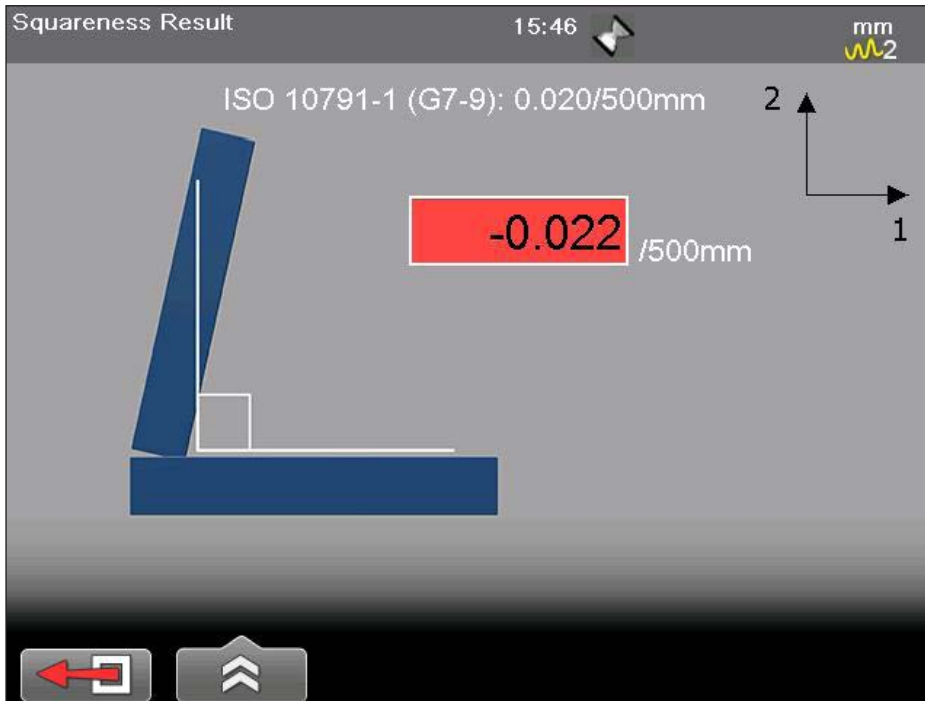 Squareness Result
15:46
mm
2
ISO 10791-1 (G7-9): 0.020/500mm
2
1
-0.022
/500mm